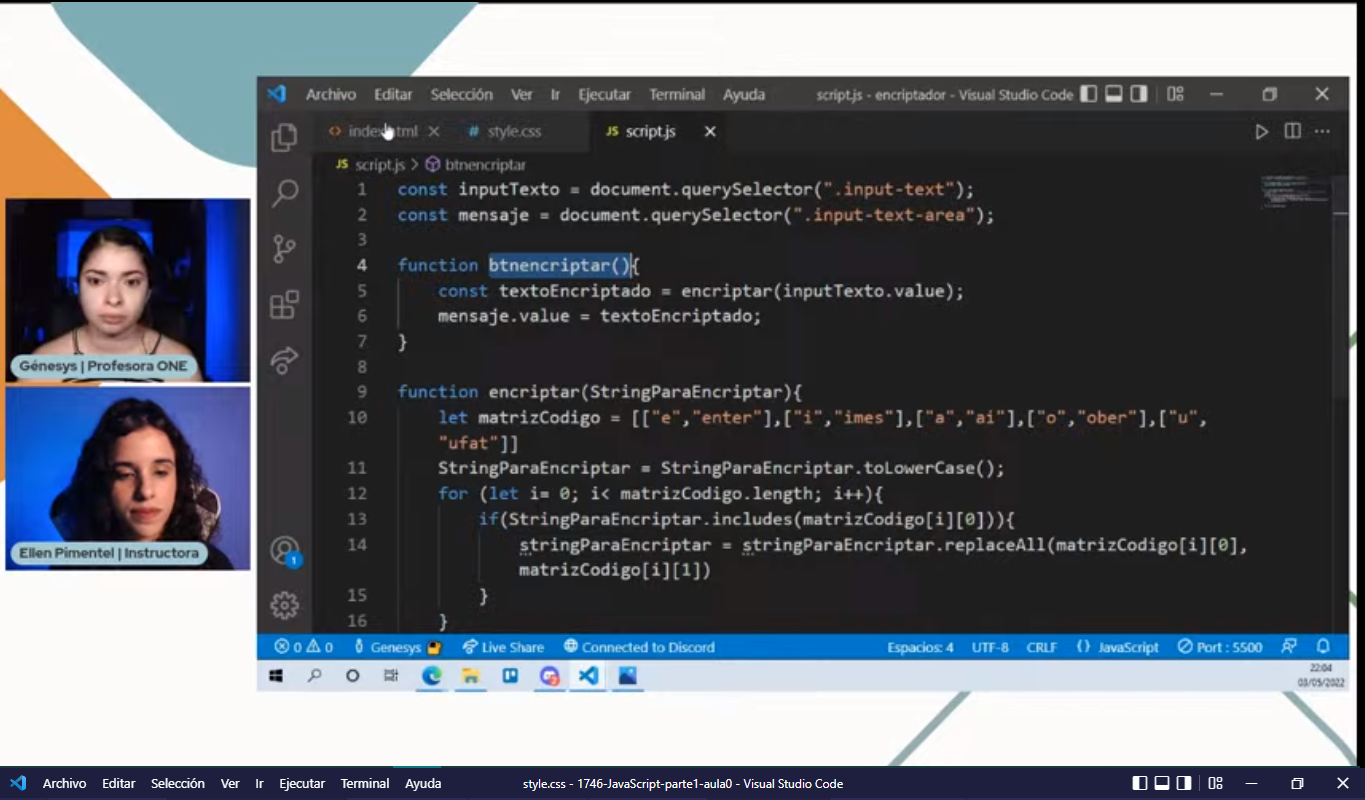 Archivo Editar Selección Ver Ir Ejecutar Terminal Ayuda script.js - encriptador - Visual Studio Code
index.html # style.css JS script.js
JS script.js > btnencriptar
1 const inputTexto = document.querySelector(".input-text");
2 const mensaje = document.querySelector(".input-text-area");
3
4 function btnencriptar(){
5 const textoEncriptado = encriptar(inputTexto.value);
6 mensaje.value = textoEncriptado;
7 }
8
9 function encriptar(StringParaEncriptar){
10 let matrizCodigo = [["e","enter"],["i","imes"],["a","ai"],["o","ober"],["u",
"ufat"]]
11 StringParaEncriptar = StringParaEncriptar.toLowerCase();
12 for (let i= 0; i< matrizCodigo.length; i++){
13 if(StringParaEncriptar.includes(matrizCodigo[i][0])){
14 stringParaEncriptar = stringParaEncriptar.replaceAll(matrizCodigo[i][0],
matrizCodigo[i][1])
15 }
16 }
Génesys | Profesora ONE
Ellen Pimentel | Instructora
1
0 0 Genesys Live Share Connected to Discord Espacios: 4 UTF-8 CRLF {} JavaScript Port : 5500
22:04
03/05/2022
Archivo Editar Selección Ver Ir Ejecutar Terminal Ayuda style.css - 1746-JavaScript-parte1-aula0 - Visual Studio Code